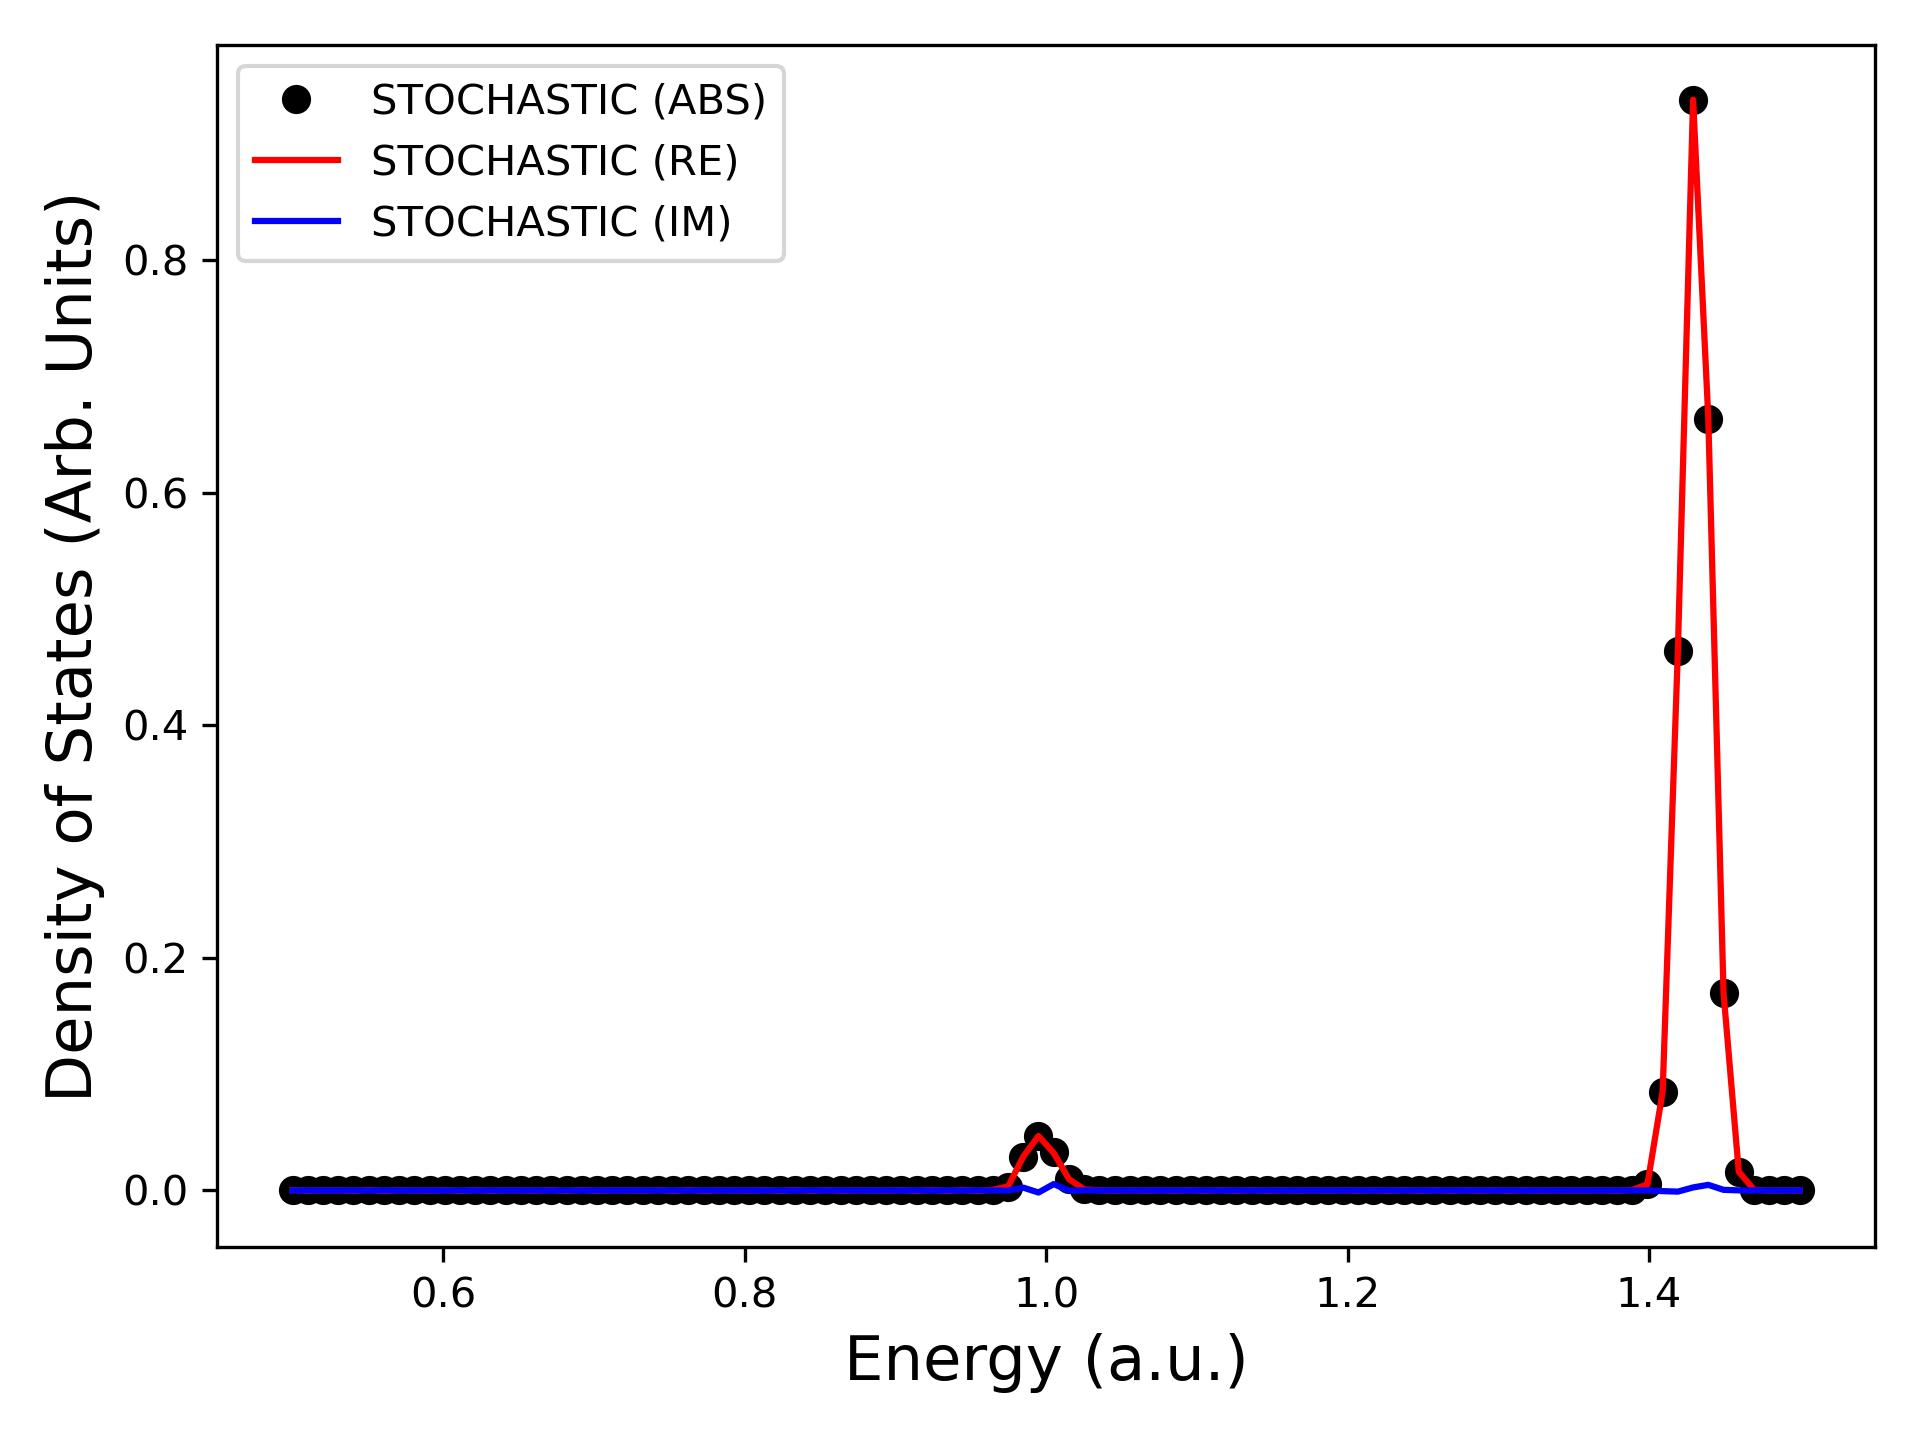 STOCHASTIC (ABS)
STOCHASTIC (RE)
STOCHASTIC (IM)
Density of States (Arb. Units)
0.8
0.6
0.4
0.2
0.0
0.6 0.8 1.0 1.2 1.4
Energy (a.u.)